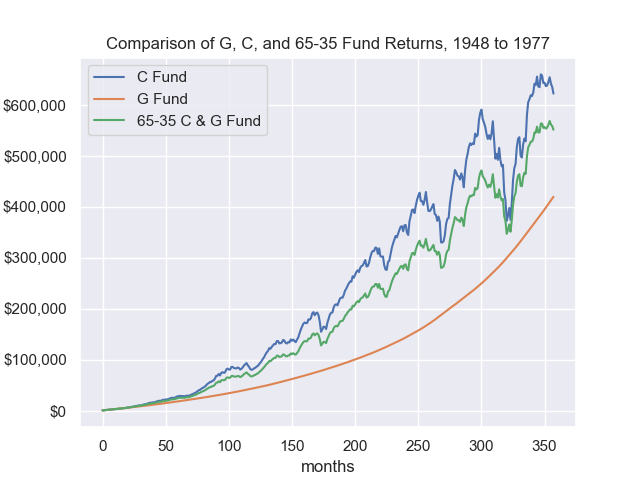 Comparison of G, C, and 65-35 Fund Returns, 1948 to 1977
C Fund
G Fund
65-35 C & G Fund
$600,000
$500,000
$400,000
$300,000
$200,000
$100,000
$0
0 50 100 150 200 250 300 350
months